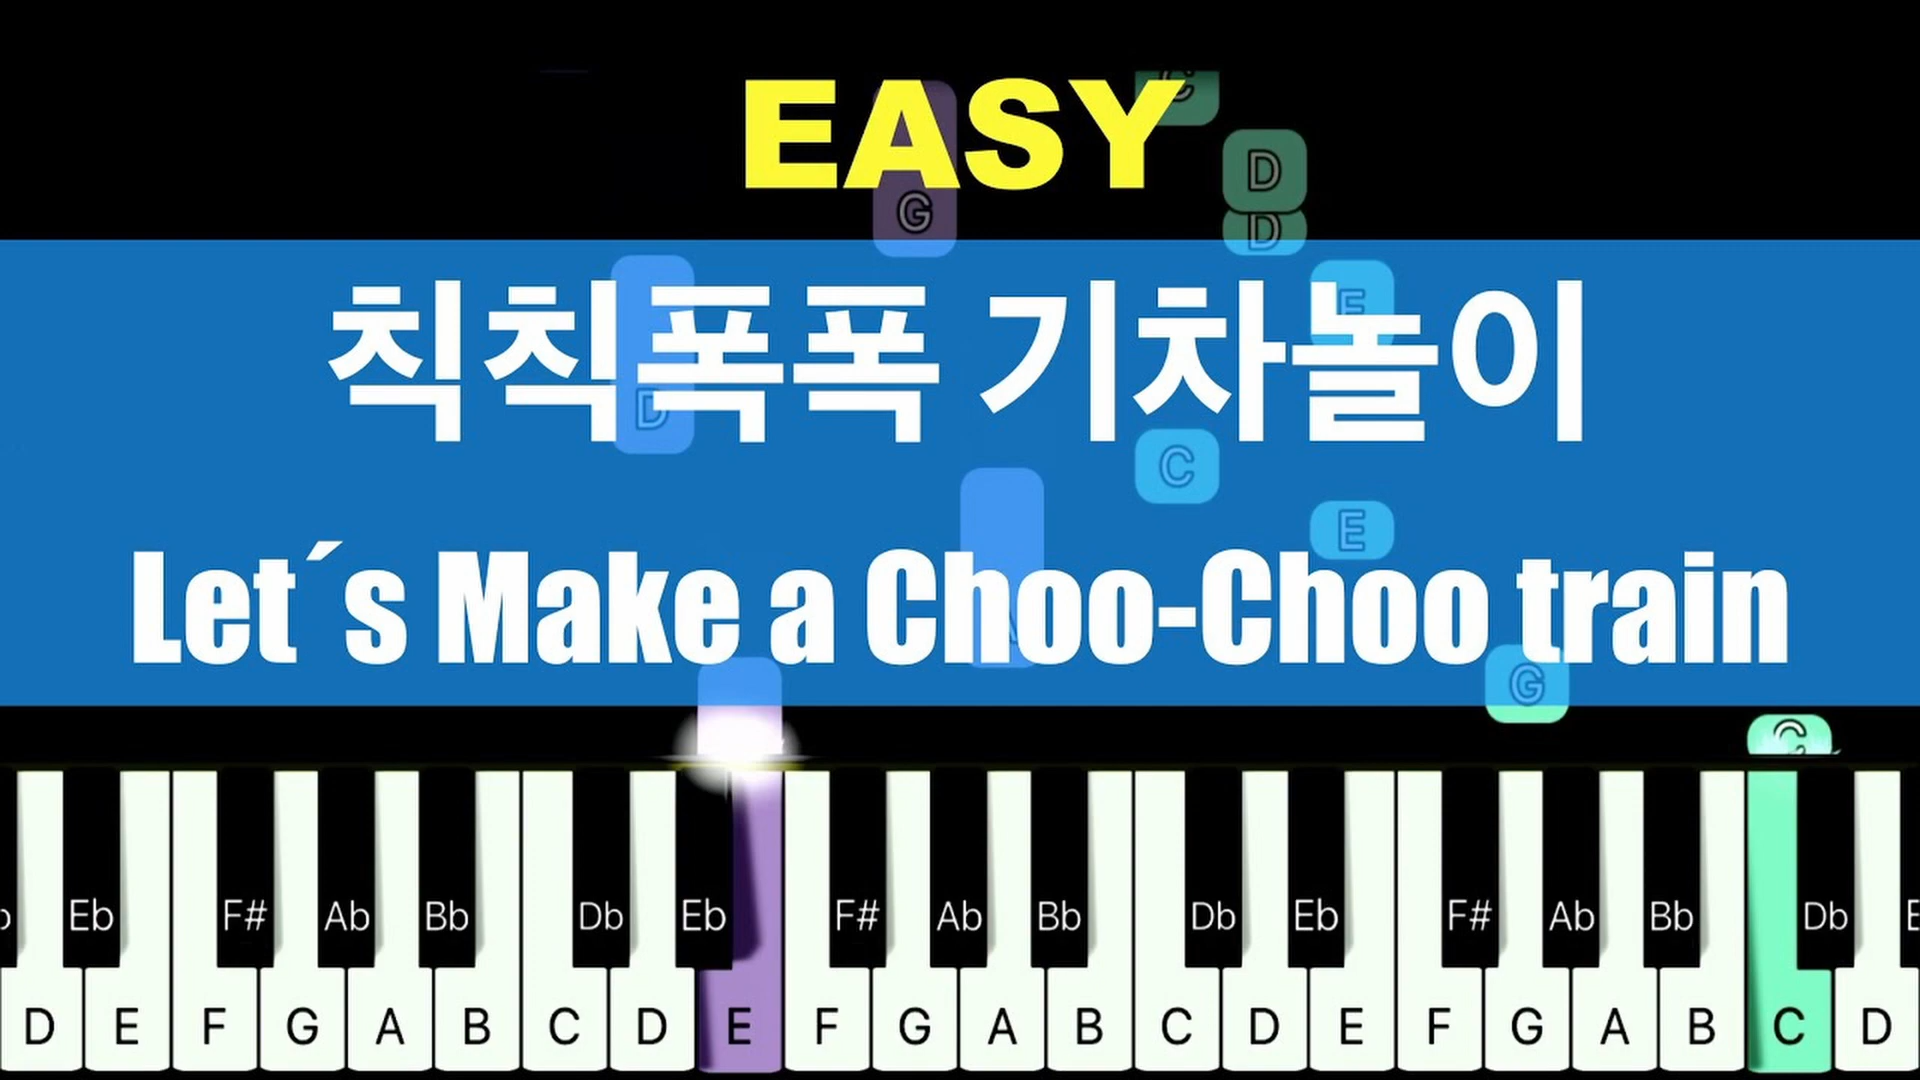 EASY
C
D
G
D
E
칙칙폭폭 기차놀이
D
C
E
Let´s Make a Choo-Choo train
A
G
C
Eb F# Ab Bb Db Eb F# Ab Bb Db Eb F# Ab Bb Db
D E F G A B C D E F G A B C D E F G A B C D